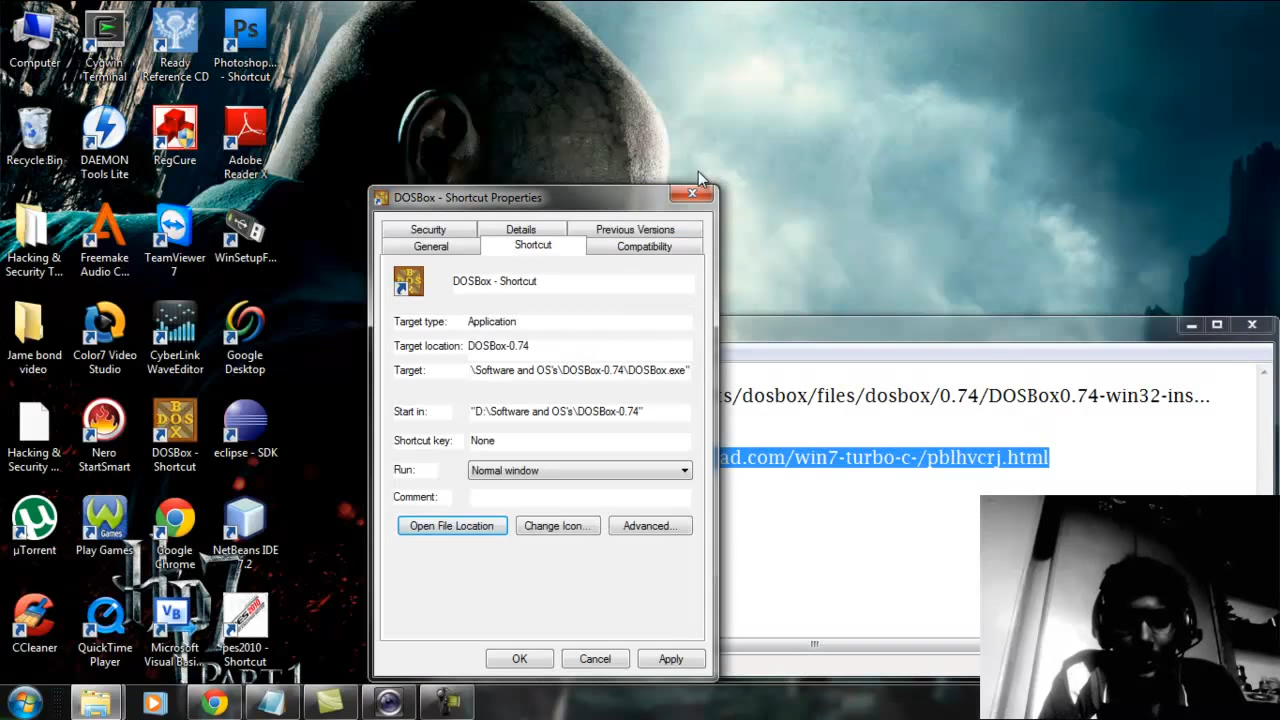 Computer
Cygwin Terminal
Ready Reference CD
Photoshop... - Shortcut
Recycle Bin
DAEMON Tools Lite
RegCure
Adobe Reader X
Hacking & Security T...
Freemake Audio C...
TeamViewer 7
WinSetupF...
Jame bond video
Color7 Video Studio
CyberLink WaveEditor
Google Desktop
Hacking & Security ...
Nero StartSmart
DOSBox - Shortcut
eclipse - SDK
µTorrent
Play Games
Google Chrome
NetBeans IDE 7.2
CCleaner
QuickTime Player
Microsoft Visual Basi...
pes2010 - Shortcut
PART 1
DOSBox - Shortcut Properties
Security
Details
Previous Versions
General
Shortcut
Compatibility
DOSBox - Shortcut
Target type: Application
Target location: DOSBox-0.74
Target: \Software and OS's\DOSBox-0.74\DOSBox.exe"
Start in: "D:\Software and OS's\DOSBox-0.74"
Shortcut key: None
Run: Normal window
Comment:
Open File Location
Change Icon...
Advanced...
OK
Cancel
Apply
s/dosbox/files/dosbox/0.74/DOSBox0.74-win32-ins...
ad.com/win7-turbo-c-/pblhvcrj.html